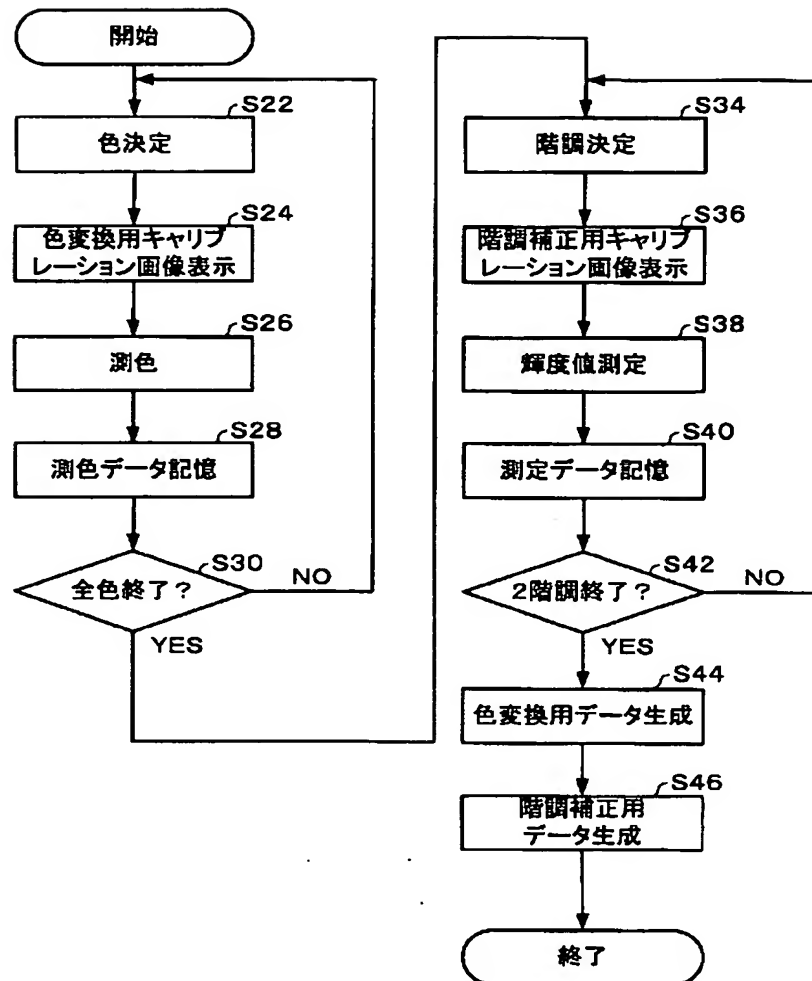 開始
S22
色決定
S24
色変換用キャリブ
レーション画像表示
S26
測色
S28
測色データ記憶
S30
全色終了？
NO
YES
S34
階調決定
S36
階調補正用キャリブ
レーション画像表示
S38
輝度値測定
S40
測定データ記憶
S42
2階調終了？
NO
YES
S44
色変換用データ生成
S46
階調補正用
データ生成
終了